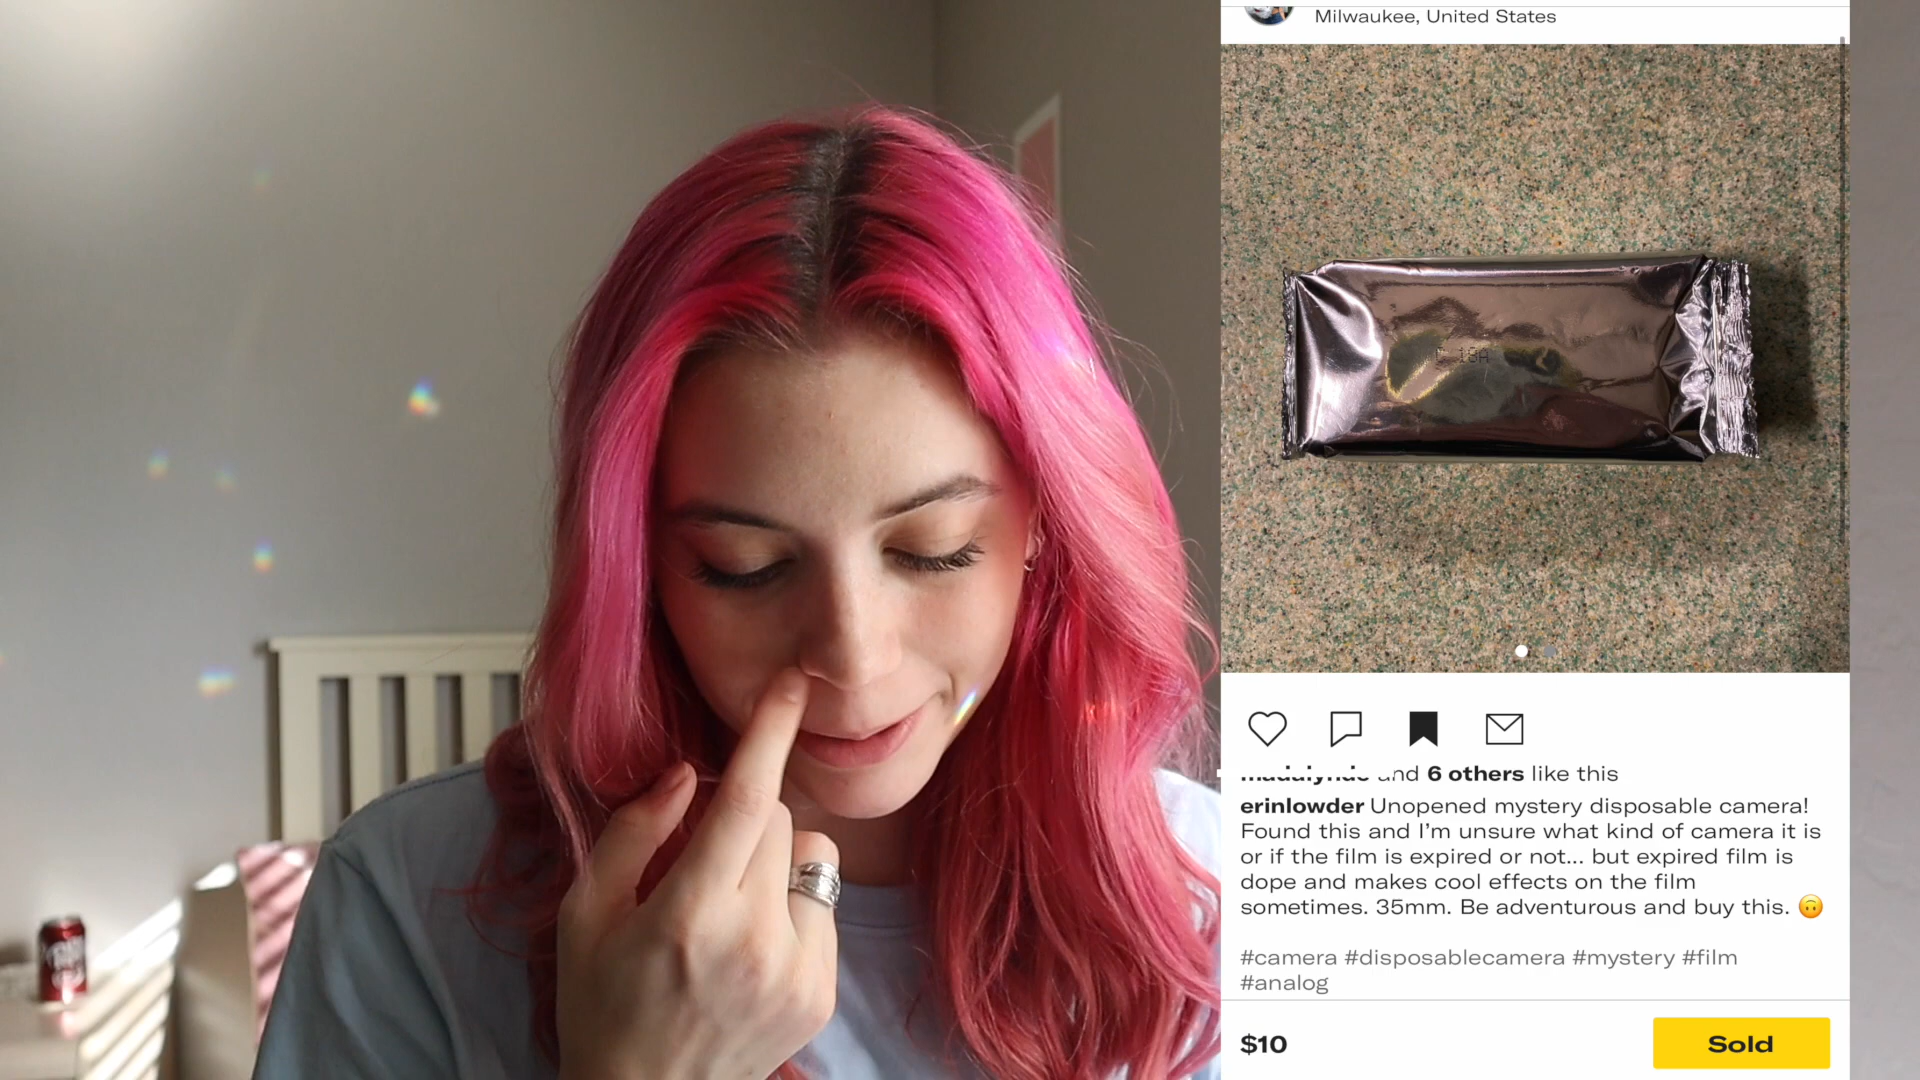 Milwaukee, United States
C 18A
and 6 others like this
erinlowder Unopened mystery disposable camera!
Found this and I'm unsure what kind of camera it is
or if the film is expired or not... but expired film is
dope and makes cool effects on the film
sometimes. 35mm. Be adventurous and buy this. 🙃
#camera #disposablecamera #mystery #film
#analog
$10
Sold